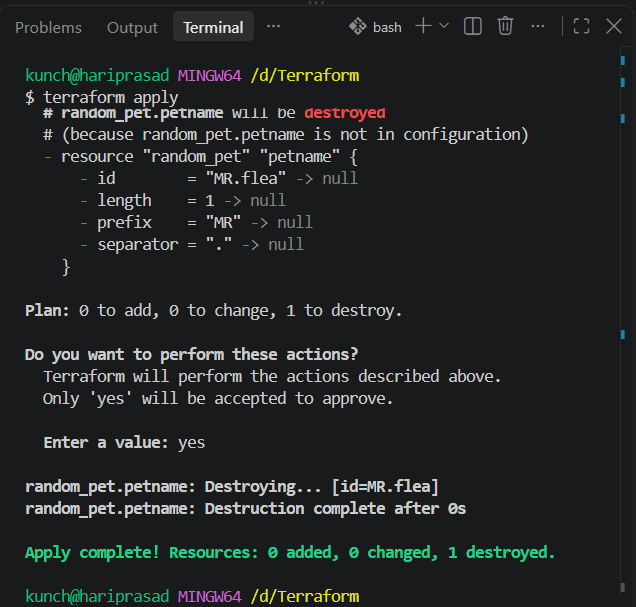 Problems Output Terminal ··· bash
kunch@hariprasad MINGW64 /d/Terraform
$ terraform apply
# random_pet.petname will be destroyed
# (because random_pet.petname is not in configuration)
- resource "random_pet" "petname" {
- id = "MR.flea" -> null
- length = 1 -> null
- prefix = "MR" -> null
- separator = "." -> null
}
Plan: 0 to add, 0 to change, 1 to destroy.
Do you want to perform these actions?
Terraform will perform the actions described above.
Only 'yes' will be accepted to approve.
Enter a value: yes
random_pet.petname: Destroying... [id=MR.flea]
random_pet.petname: Destruction complete after 0s
Apply complete! Resources: 0 added, 0 changed, 1 destroyed.
kunch@hariprasad MINGW64 /d/Terraform